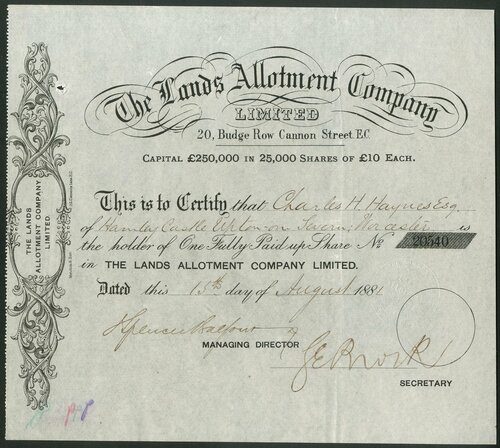 The Lands Allotment Company
LIMITED
20, Budge Row Cannon Street. E.C.
CAPITAL £250,000 IN 25,000 SHARES OF £10 EACH.
This is to Certify that Charles H. Haynes Esq.
of Hanley Castle Upton-on Severn, Worcester is
the holder of One Fully Paid up Share No 20540
in THE LANDS ALLOTMENT COMPANY LIMITED.
Dated this 15th day of August 1881
J Spencer Balfour
MANAGING DIRECTOR
SECRETARY
THE LANDS
ALLOTMENT COMPANY
LIMITED.